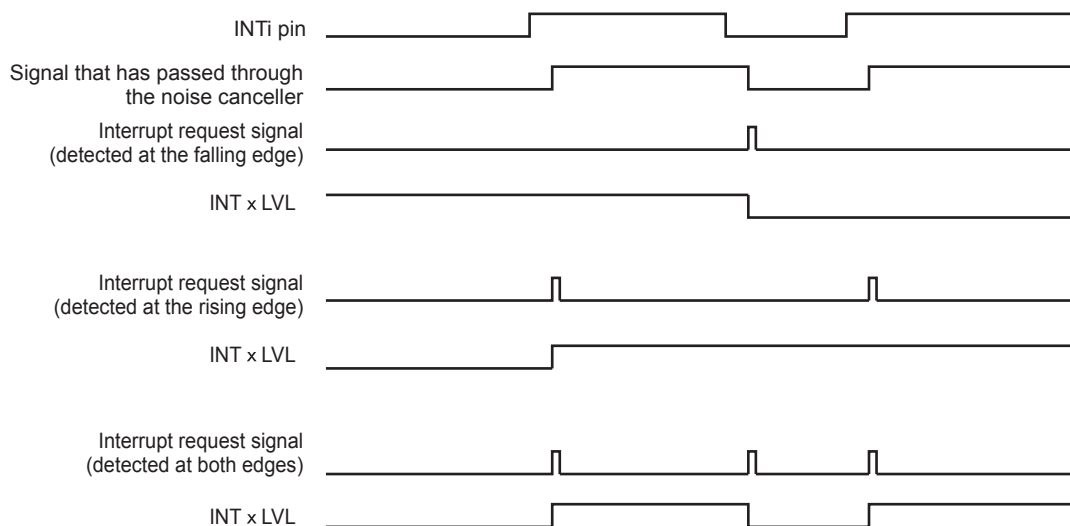 INTi pin
Signal that has passed through
the noise canceller
Interrupt request signal
(detected at the falling edge)
INT x LVL
Interrupt request signal
(detected at the rising edge)
INT x LVL
Interrupt request signal
(detected at both edges)
INT x LVL